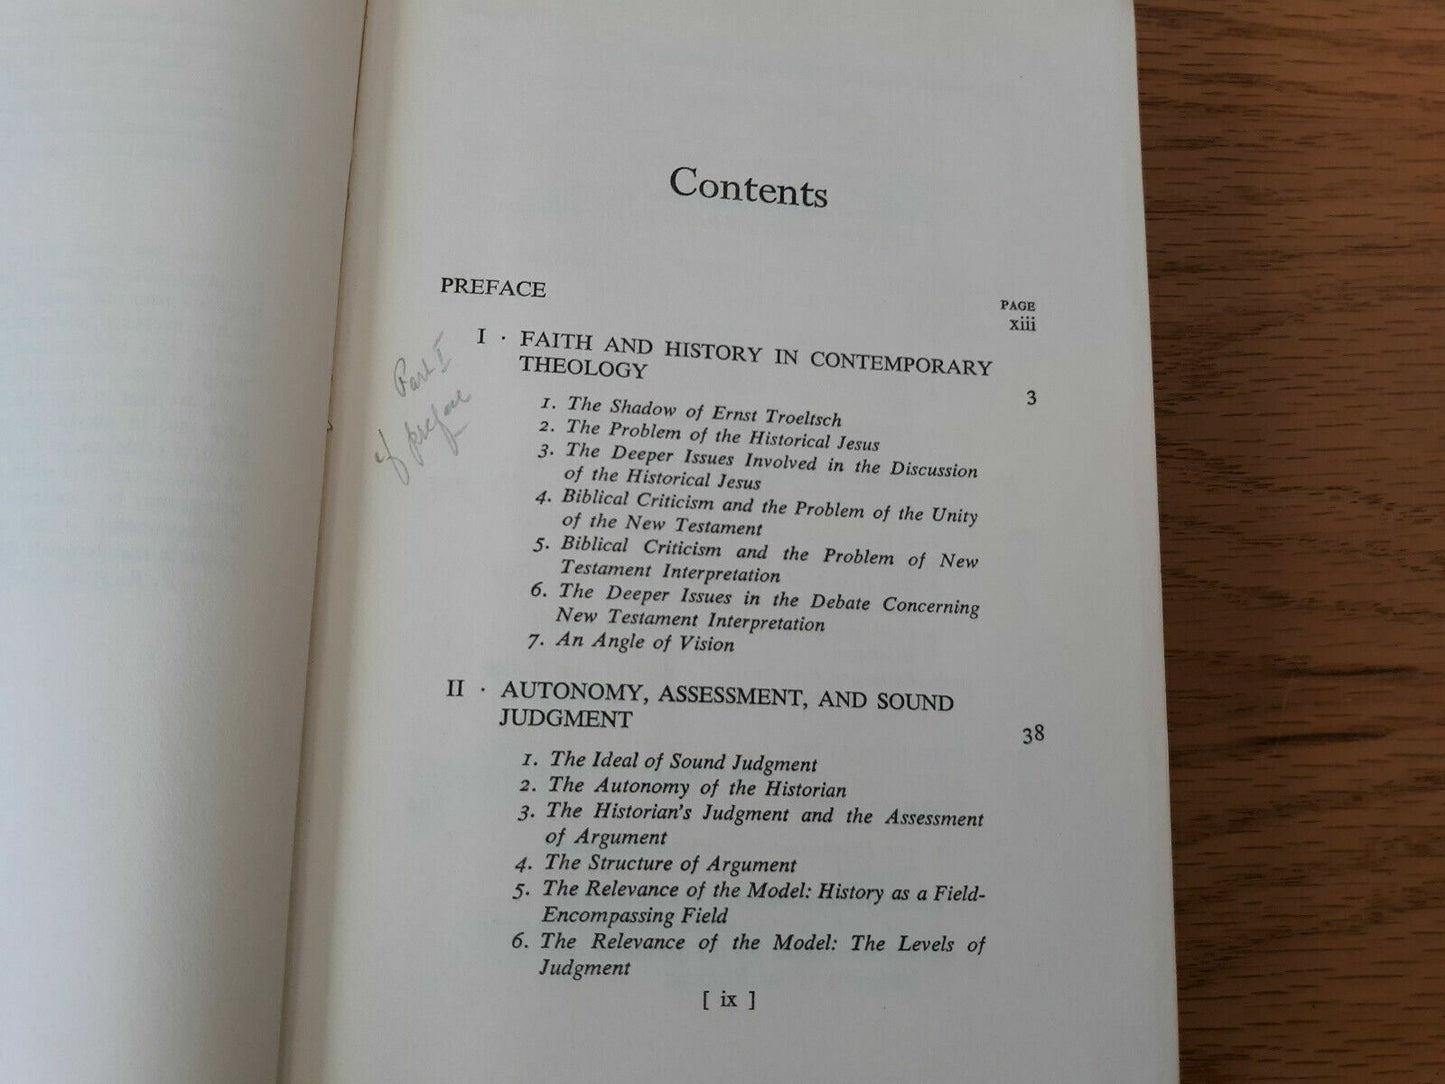 Contents
PREFACE
PAGE
xiii
I · FAITH AND HISTORY IN CONTEMPORARY
THEOLOGY
3
1. The Shadow of Ernst Troeltsch
2. The Problem of the Historical Jesus
3. The Deeper Issues Involved in the Discussion
of the Historical Jesus
4. Biblical Criticism and the Problem of the Unity
of the New Testament
5. Biblical Criticism and the Problem of New
Testament Interpretation
6. The Deeper Issues in the Debate Concerning
New Testament Interpretation
7. An Angle of Vision
Part I
of preface
II · AUTONOMY, ASSESSMENT, AND SOUND
JUDGMENT
38
1. The Ideal of Sound Judgment
2. The Autonomy of the Historian
3. The Historian's Judgment and the Assessment
of Argument
4. The Structure of Argument
5. The Relevance of the Model: History as a Field-
Encompassing Field
6. The Relevance of the Model: The Levels of
Judgment
[ ix ]